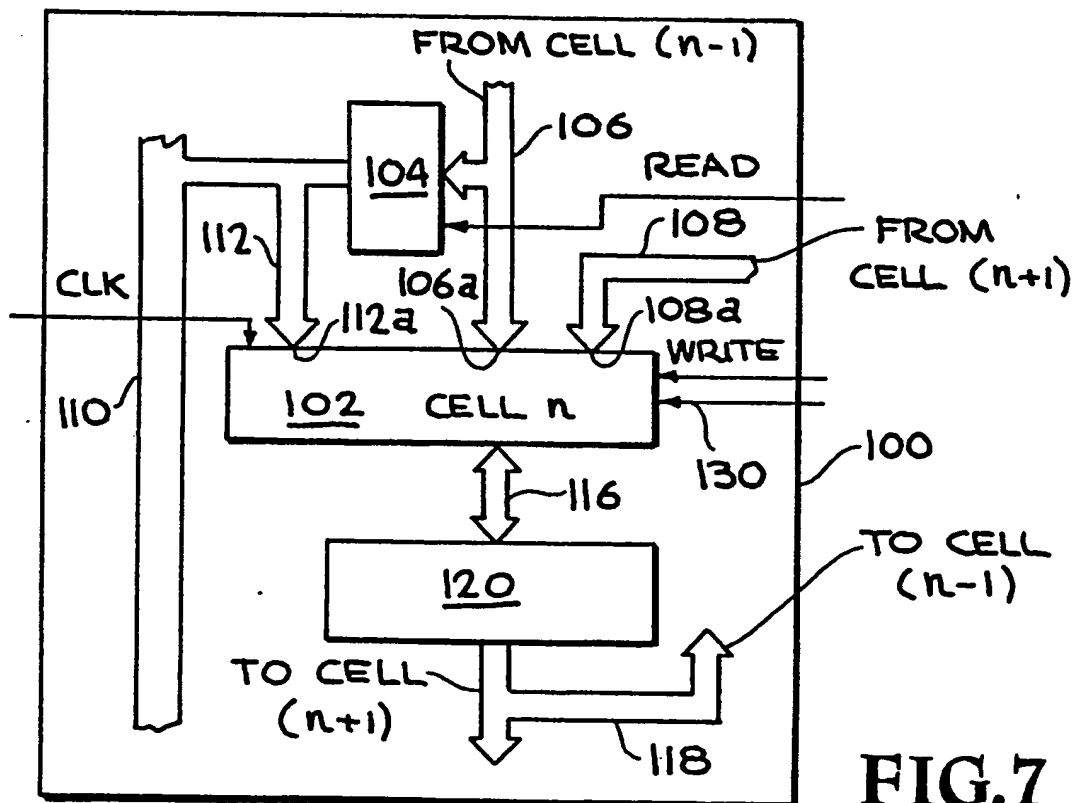 FROM CELL (n-1)
106
104
READ
108
FROM
CELL (n+1)
112
CLK
106a
112a
108a
WRITE
110
102 CELL n
130
100
116
TO CELL
(n-1)
120
TO CELL
(n+1)
118
FIG.7